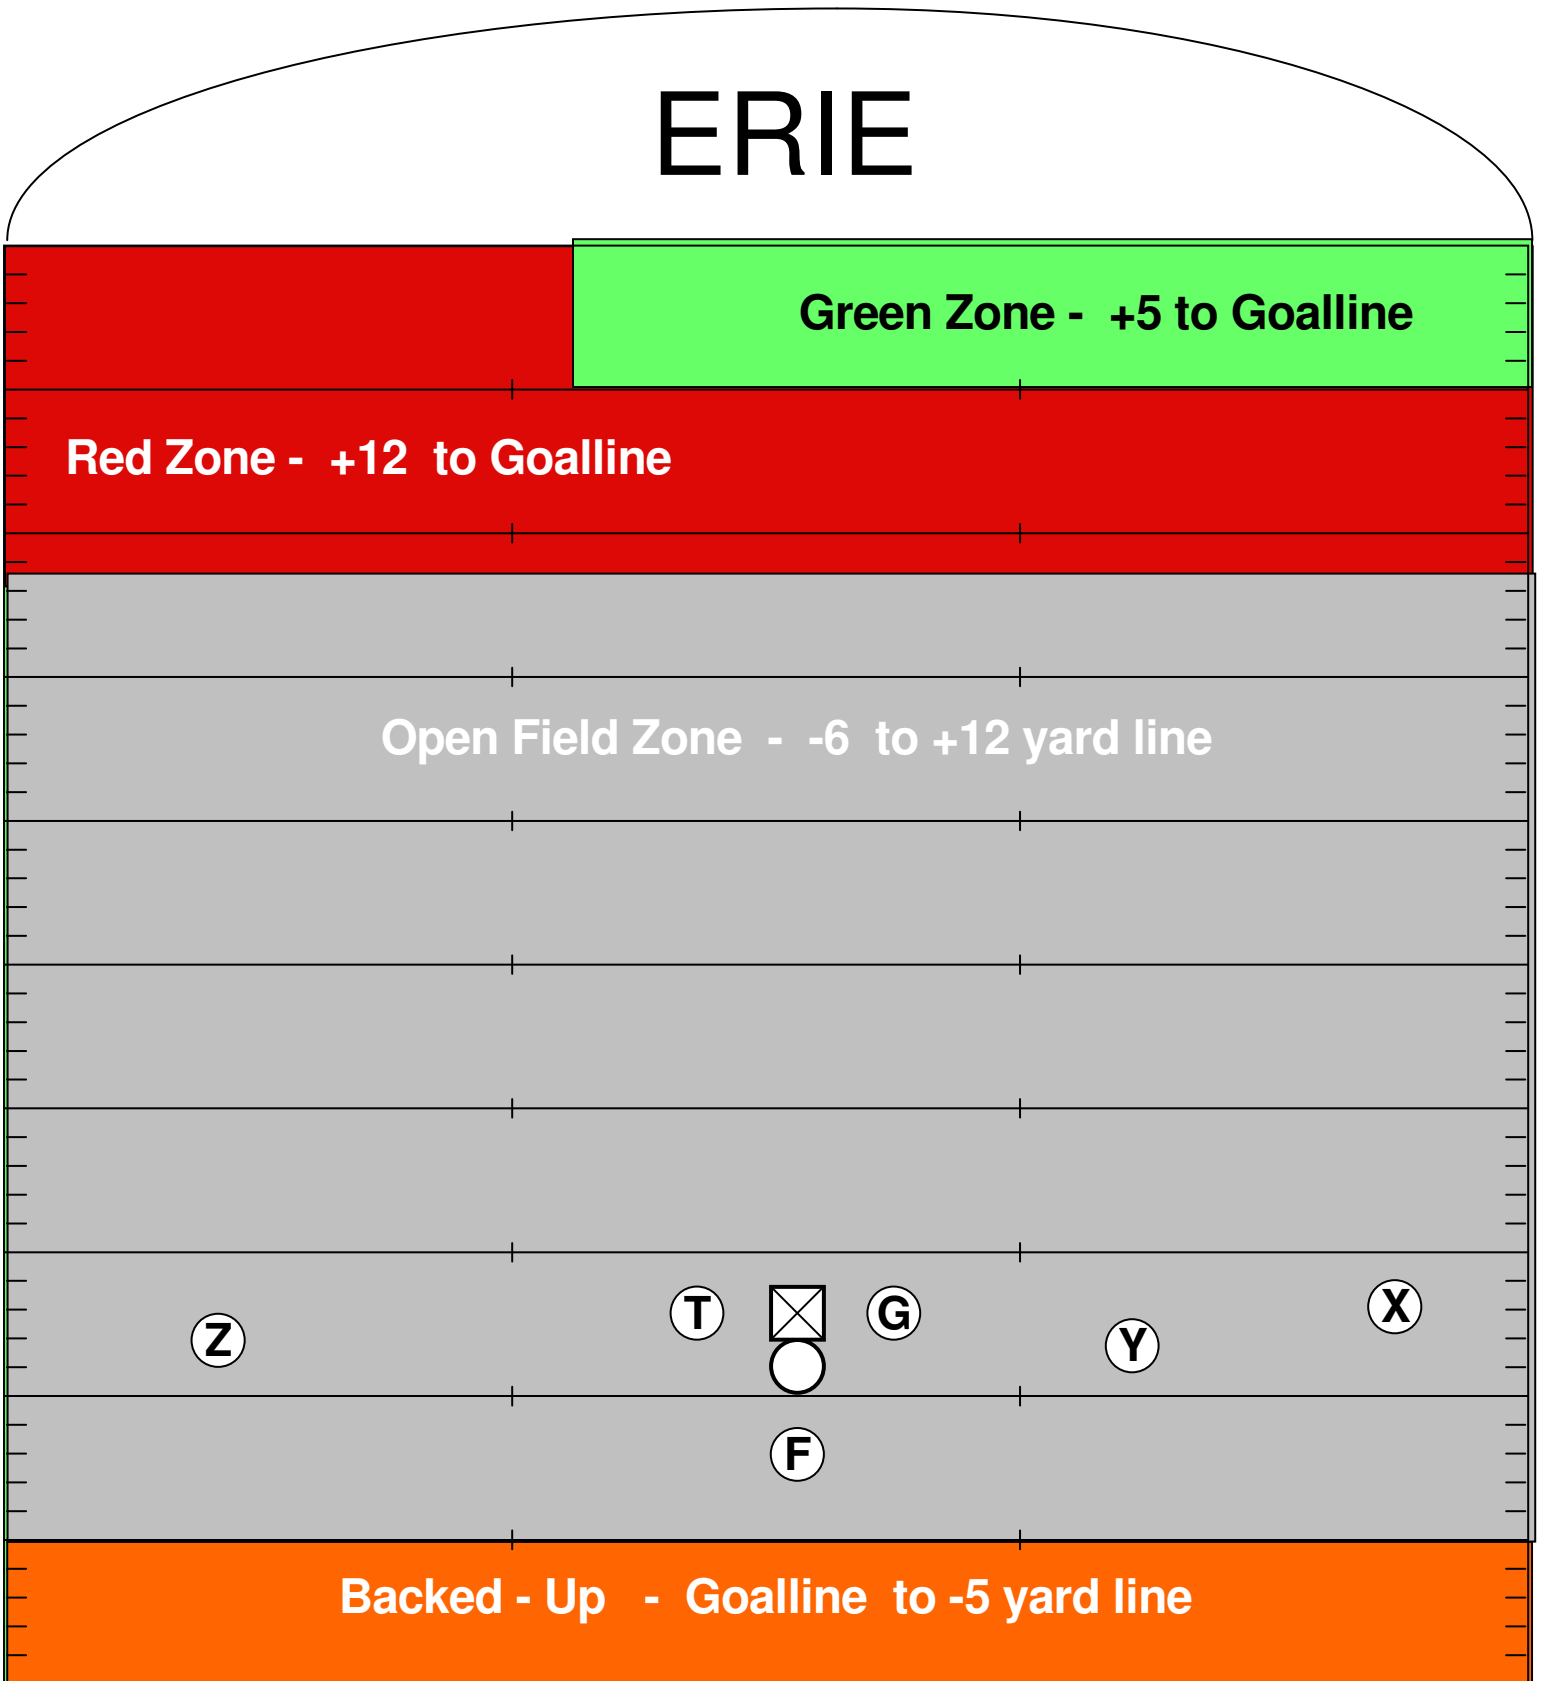 ERIE
Green Zone -  +5 to Goalline
Red Zone -  +12  to Goalline
Open Field Zone  -  -6  to +12 yard line
T
G
X
Z
Y
F
Backed - Up   -  Goalline  to -5 yard line